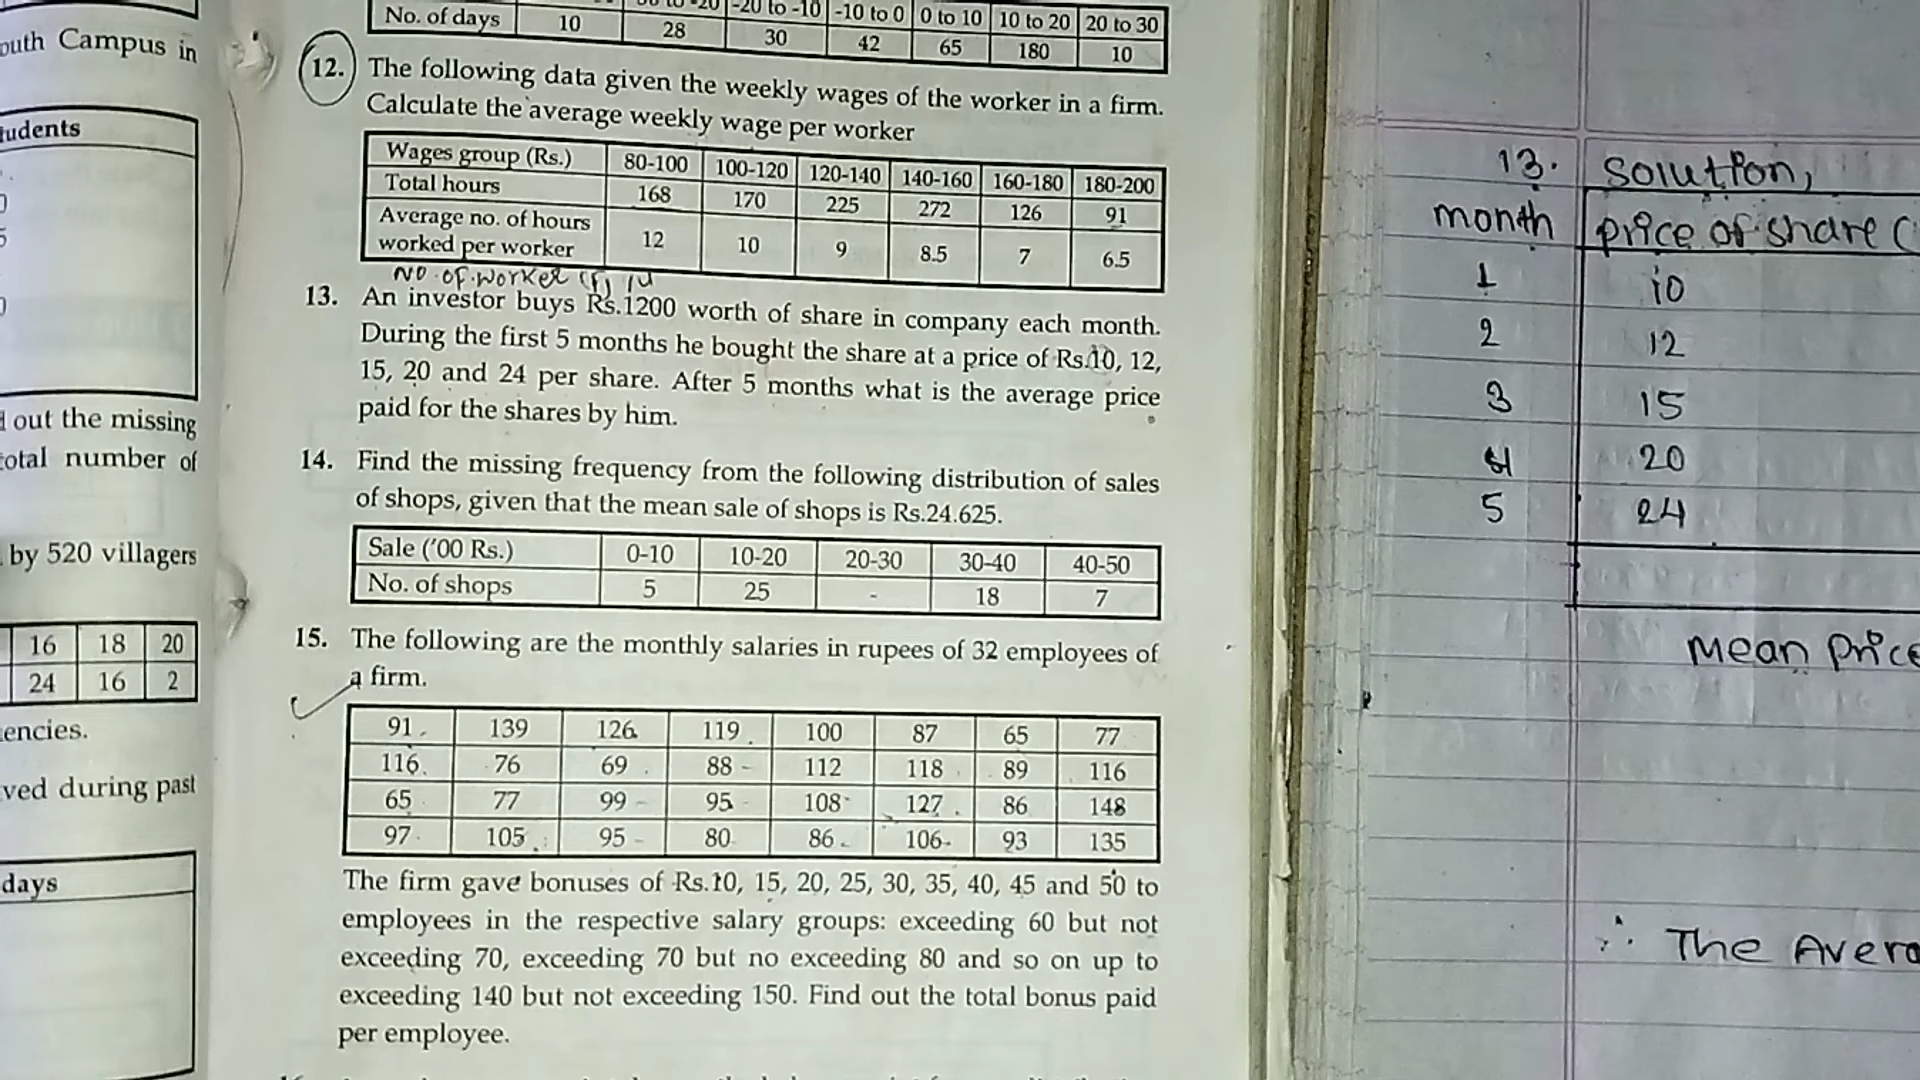 outh Campus in
tudents
out the missing
total number of
by 520 villagers
16 18 20
24 16 2
encies.
ved during past
days
-20 to -10 -10 to 0 0 to 10 10 to 20 20 to 30
No. of days 10 28 30 42 65 180 10
12. The following data given the weekly wages of the worker in a firm.
Calculate the average weekly wage per worker
Wages group (Rs.) 80-100 100-120 120-140 140-160 160-180 180-200
Total hours 168 170 225 272 126 91
Average no. of hours
worked per worker 12 10 9 8.5 7 6.5
No. of. worker (f) 14
13. An investor buys Rs.1200 worth of share in company each month.
During the first 5 months he bought the share at a price of Rs.10, 12,
15, 20 and 24 per share. After 5 months what is the average price
paid for the shares by him.
14. Find the missing frequency from the following distribution of sales
of shops, given that the mean sale of shops is Rs.24.625.
Sale ('00 Rs.) 0-10 10-20 20-30 30-40 40-50
No. of shops 5 25 - 18 7
15. The following are the monthly salaries in rupees of 32 employees of
a firm.
91 139 126 119 100 87 65 77
116 76 69 88 112 118 89 116
65 77 99 95 108 127 86 148
97 105 95 80 86 106 93 135
The firm gave bonuses of Rs.10, 15, 20, 25, 30, 35, 40, 45 and 50 to
employees in the respective salary groups: exceeding 60 but not
exceeding 70, exceeding 70 but no exceeding 80 and so on up to
exceeding 140 but not exceeding 150. Find out the total bonus paid
per employee.
13. Solution,
month price of share (
1 10
2 12
3 15
4 20
5 24
Mean price
∴ The Avera